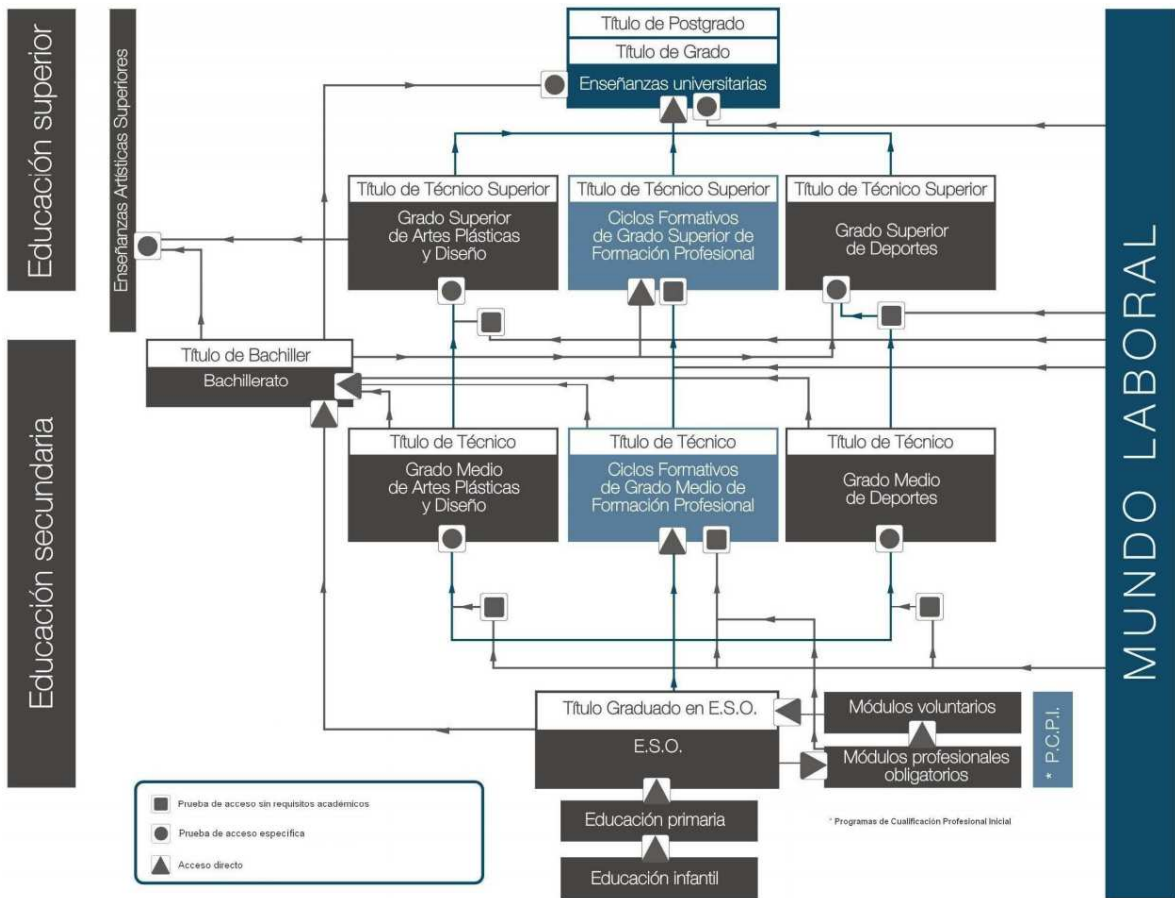 Educación superior
Enseñanzas Artísticas Superiores
Título de Postgrado
Título de Grado
Enseñanzas universitarias
Título de Técnico Superior
Grado Superior
de Artes Plásticas
y Diseño
Título de Técnico Superior
Ciclos Formativos
de Grado Superior de
Formación Profesional
Título de Técnico Superior
Grado Superior
de Deportes
MUNDO LABORAL
Educación secundaria
Título de Bachiller
Bachillerato
Título de Técnico
Grado Medio
de Artes Plásticas
y Diseño
Título de Técnico
Ciclos Formativos
de Grado Medio de
Formación Profesional
Título de Técnico
Grado Medio
de Deportes
Título Graduado en E.S.O.
E.S.O.
Módulos voluntarios
Módulos profesionales
obligatorios
* P.C.P.I.
Educación primaria
Educación infantil
* Programas de Cualificación Profesional Inicial
Prueba de acceso sin requisitos académicos
Prueba de acceso específica
Acceso directo